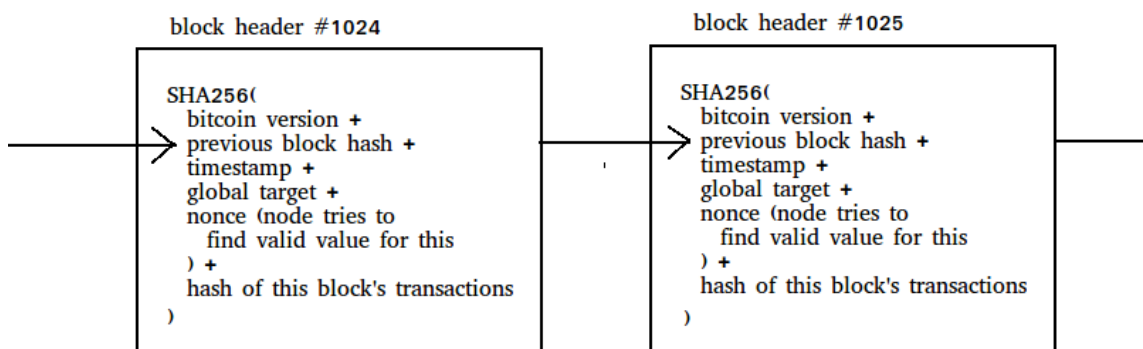 block header #1024
SHA256(
bitcoin version +
previous block hash +
timestamp +
global target +
nonce (node tries to
find valid value for this
) +
hash of this block's transactions
)
block header #1025
SHA256(
bitcoin version +
previous block hash +
timestamp +
global target +
nonce (node tries to
find valid value for this
) +
hash of this block's transactions
)